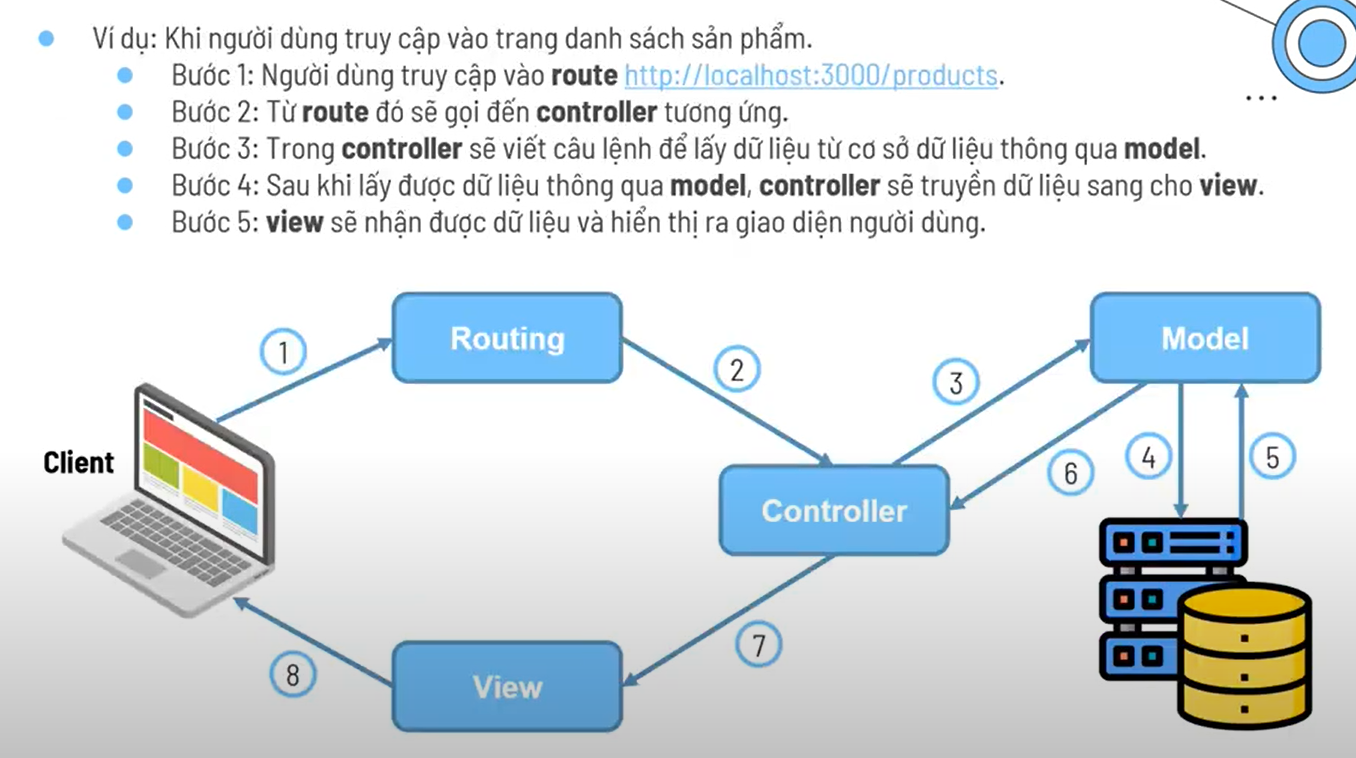 Ví dụ: Khi người dùng truy cập vào trang danh sách sản phẩm.
Bước 1: Người dùng truy cập vào route http://localhost:3000/products.
Bước 2: Từ route đó sẽ gọi đến controller tương ứng.
Bước 3: Trong controller sẽ viết câu lệnh để lấy dữ liệu từ cơ sở dữ liệu thông qua model.
Bước 4: Sau khi lấy được dữ liệu thông qua model, controller sẽ truyền dữ liệu sang cho view.
Bước 5: view sẽ nhận được dữ liệu và hiển thị ra giao diện người dùng.
...
Routing
Model
1
2
3
Client
4
5
6
Controller
7
8
View